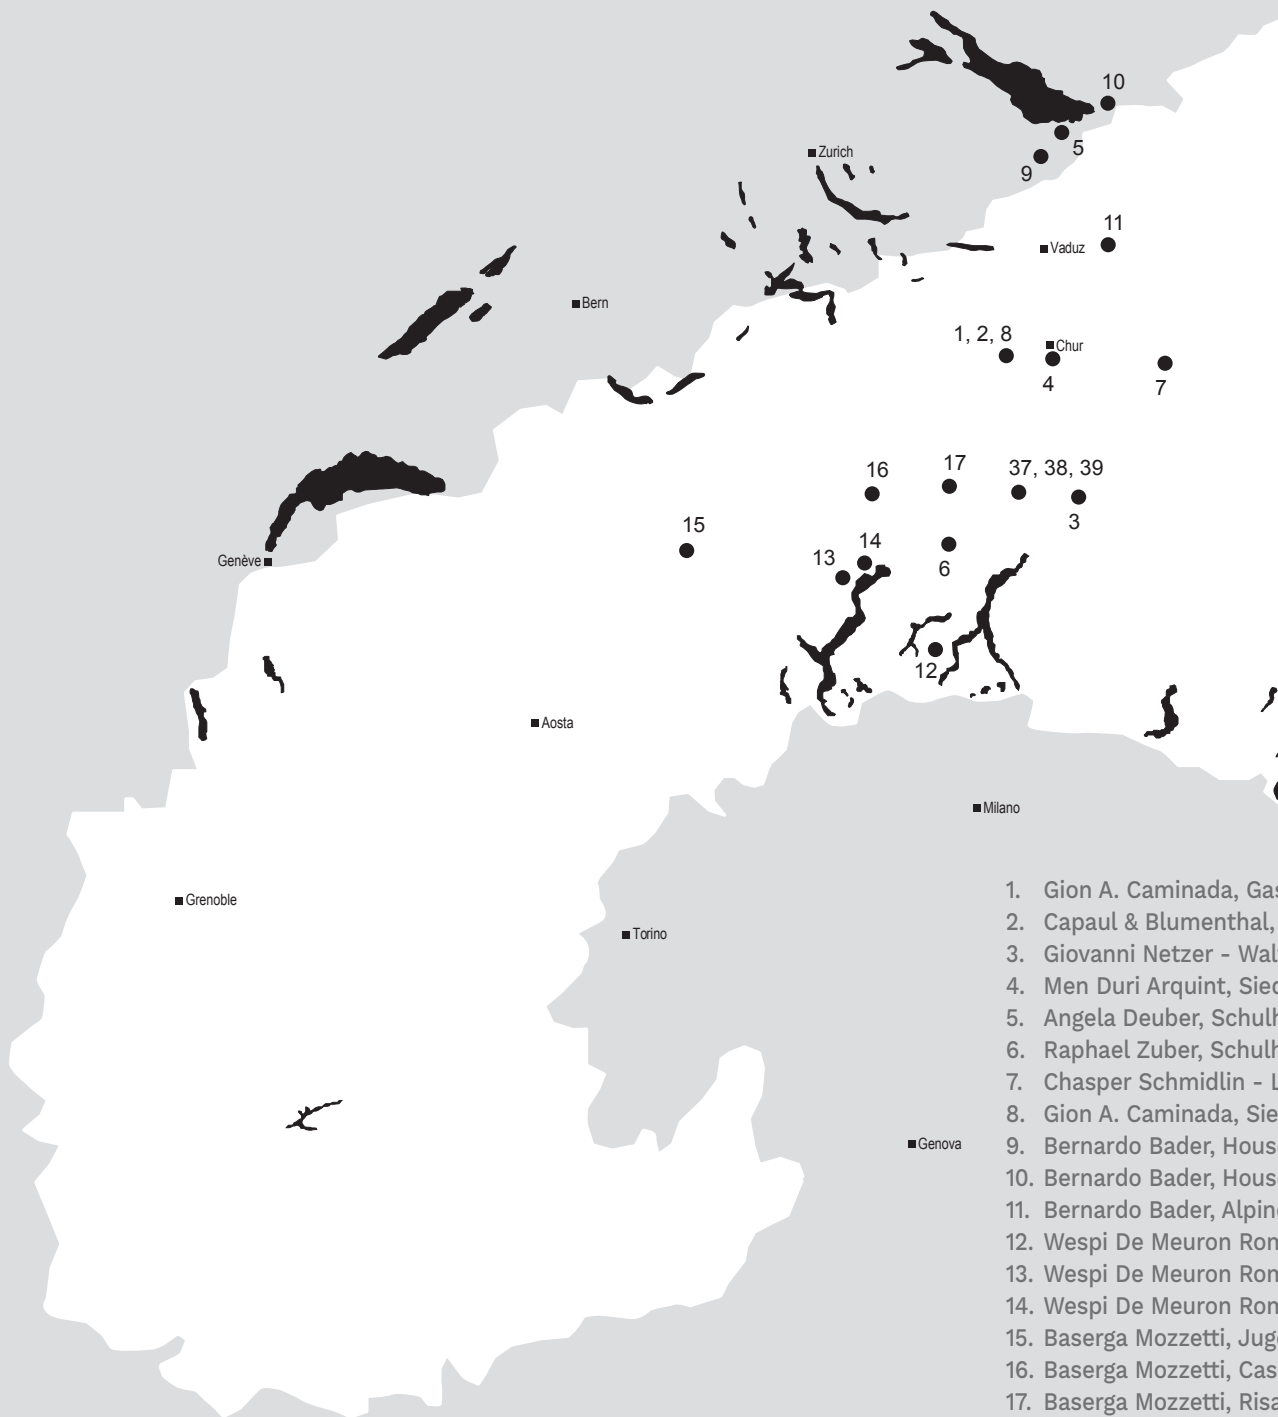 10
Zurich
5
9
11
Vaduz
Bern
1, 2, 8
Chur
4
7
16
17
37, 38, 39
3
15
14
13
6
Genève
12
Aosta
Milano
Grenoble
Torino
Genova
1. Gion A. Caminada, Gas
2. Capaul & Blumenthal,
3. Giovanni Netzer - Wal
4. Men Duri Arquint, Sied
5. Angela Deuber, Schulh
6. Raphael Zuber, Schulh
7. Chasper Schmidlin - L
8. Gion A. Caminada, Sie
9. Bernardo Bader, Hous
10. Bernardo Bader, Hous
11. Bernardo Bader, Alpin
12. Wespi De Meuron Rom
13. Wespi De Meuron Rom
14. Wespi De Meuron Rom
15. Baserga Mozzetti, Juge
16. Baserga Mozzetti, Cas
17. Baserga Mozzetti, Risa